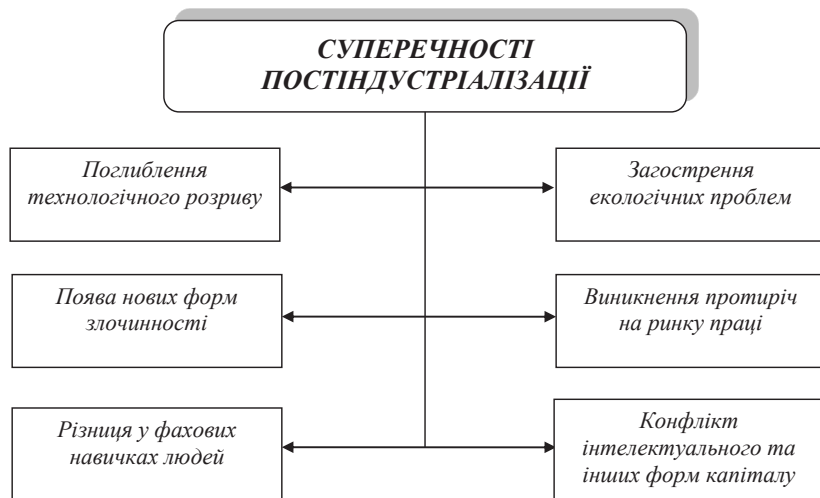 СУПЕРЕЧНОСТІ
ПОСТІНДУСТРІАЛІЗАЦІЇ
Поглиблення
технологічного розриву
Загострення
екологічних проблем
Поява нових форм
злочинності
Виникнення протиріч
на ринку праці
Різниця у фахових
навичках людей
Конфлікт
інтелектуального та
інших форм капіталу